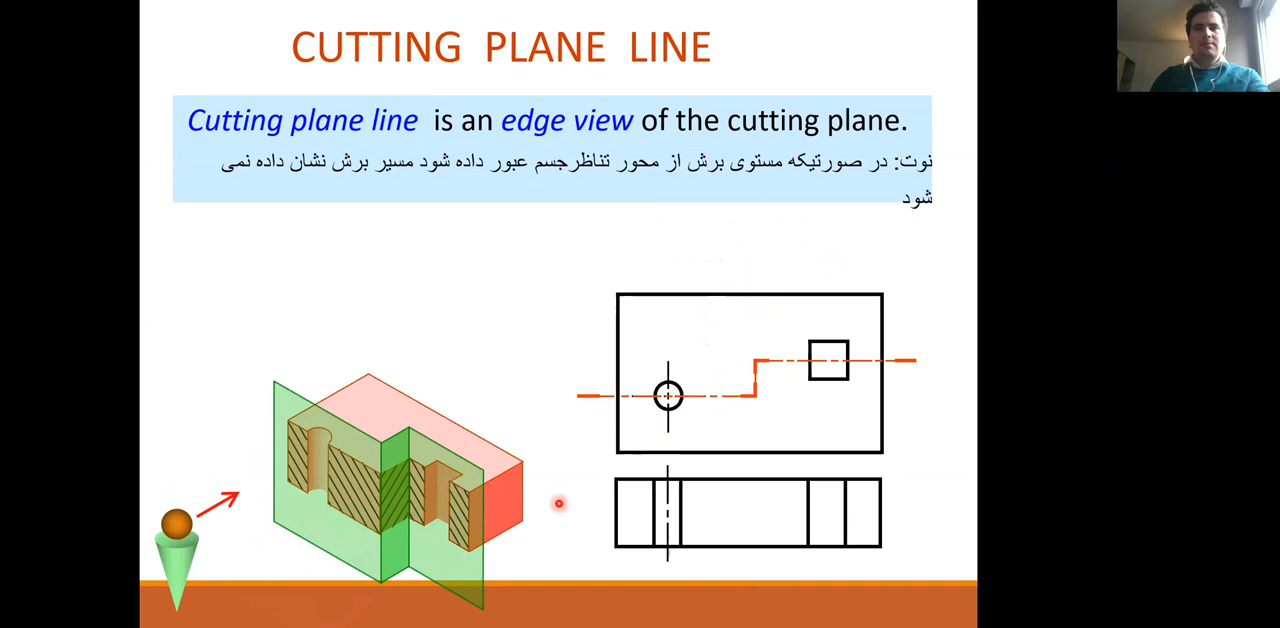 CUTTING PLANE LINE
Cutting plane line is an edge view of the cutting plane.
نوت: در صورتیکه مستوی برش از محور تناظرجسم عبور داده شود مسیر برش نشان داده نمی
شود